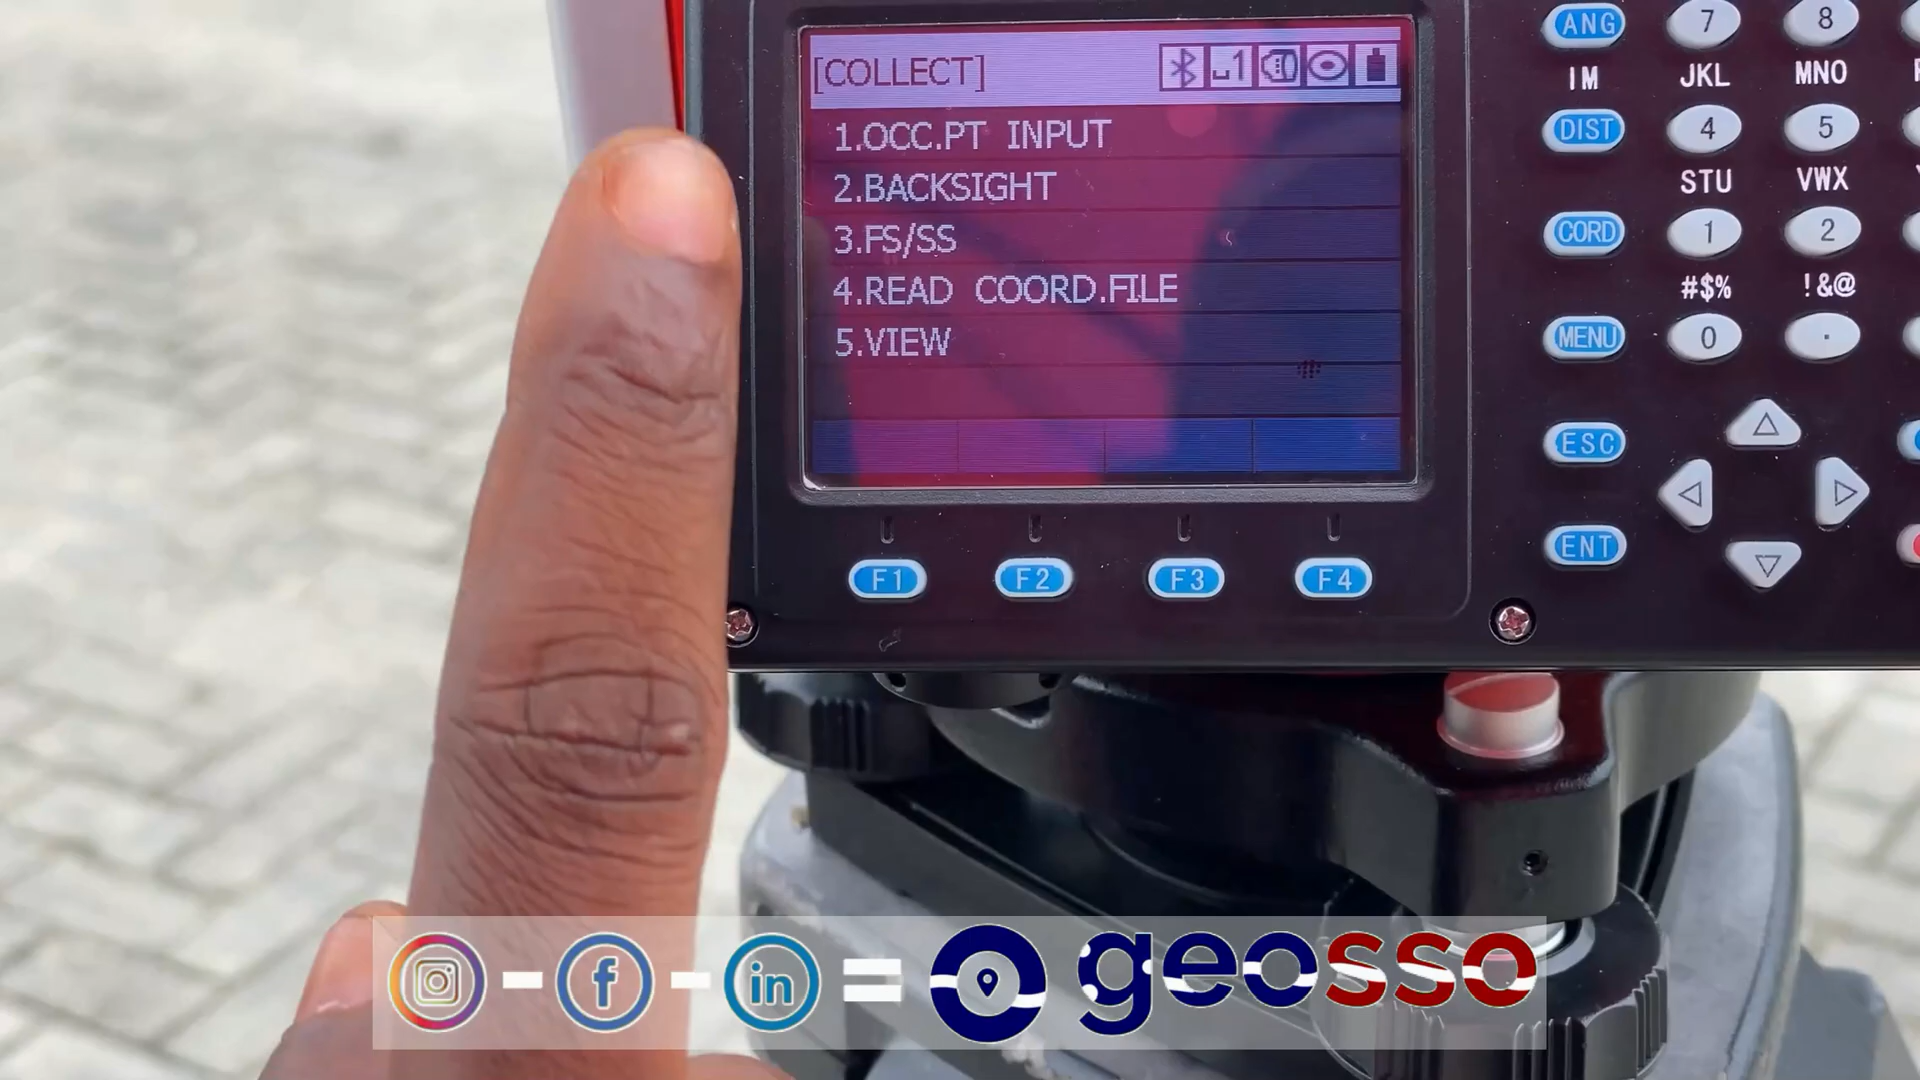 [COLLECT]
1.OCC.PT INPUT
2.BACKSIGHT
3.FS/SS
4.READ COORD.FILE
5.VIEW
F1 F2 F3 F4
ANG 7 8
IM JKL MNO
DIST 4 5
STU VWX
CORD 1 2
#$% !&@
MENU 0 .
ESC
ENT
f in = geosso